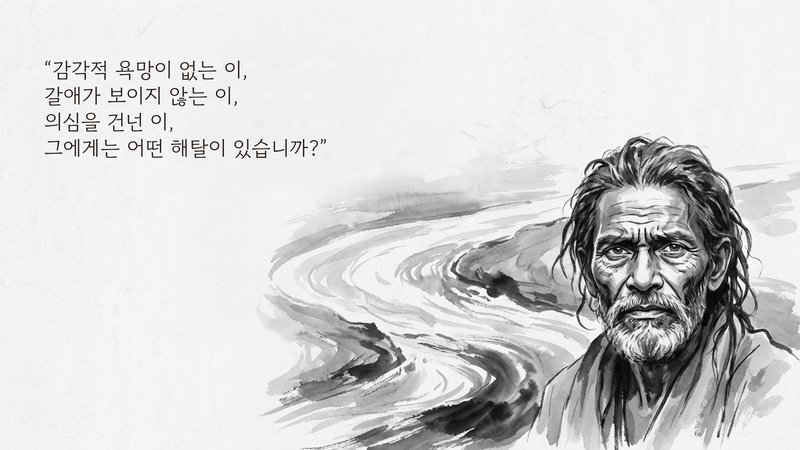 “감각적 욕망이 없는 이,
갈애가 보이지 않는 이,
의심을 건넌 이,
그에게는 어떤 해탈이 있습니까?”